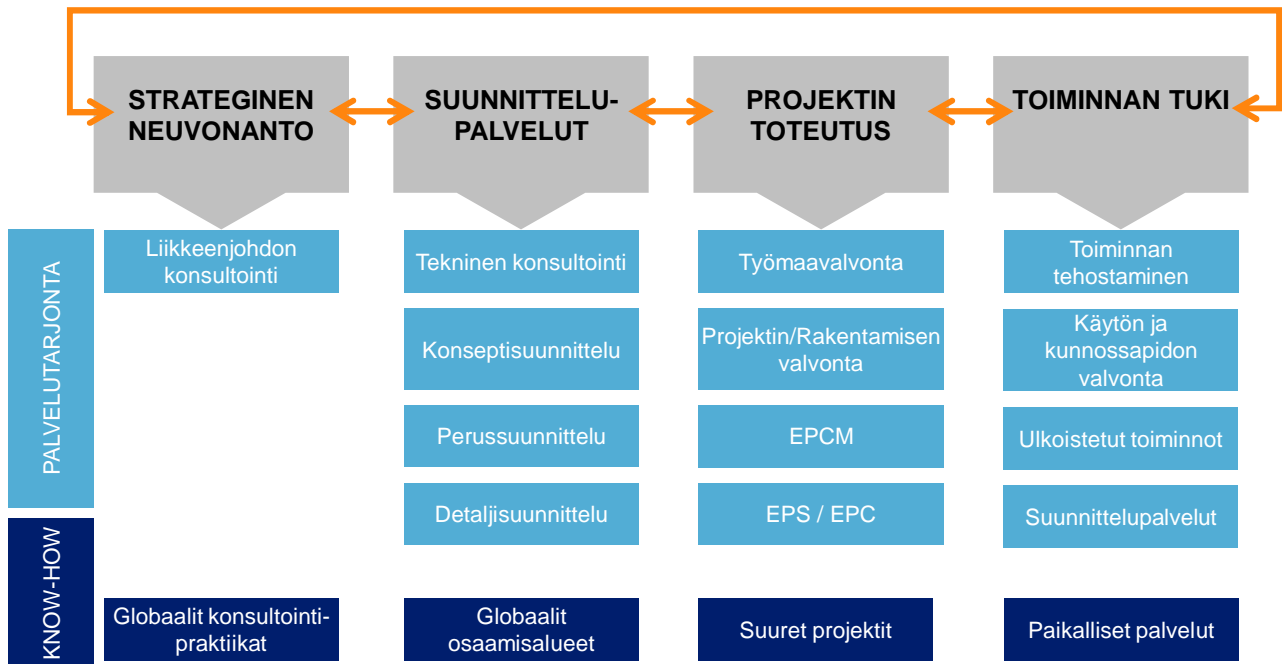 STRATEGINEN
NEUVONANTO
SUUNNITTELU-
PALVELUT
PROJEKTIN
TOTEUTUS
TOIMINNAN TUKI
PALVELUTARJONTA
Liikkeenjohdon
konsultointi
Tekninen konsultointi
Työmaavalvonta
Toiminnan
tehostaminen
Konseptisuunnittelu
Projektin/Rakentamisen
valvonta
Käytön ja
kunnossapidon
valvonta
Perussuunnittelu
EPCM
Ulkoistetut toiminnot
Detaljisuunnittelu
EPS / EPC
Suunnittelupalvelut
KNOW-HOW
Globaalit konsultointi-
praktiikat
Globaalit
osaamisalueet
Suuret projektit
Paikalliset palvelut